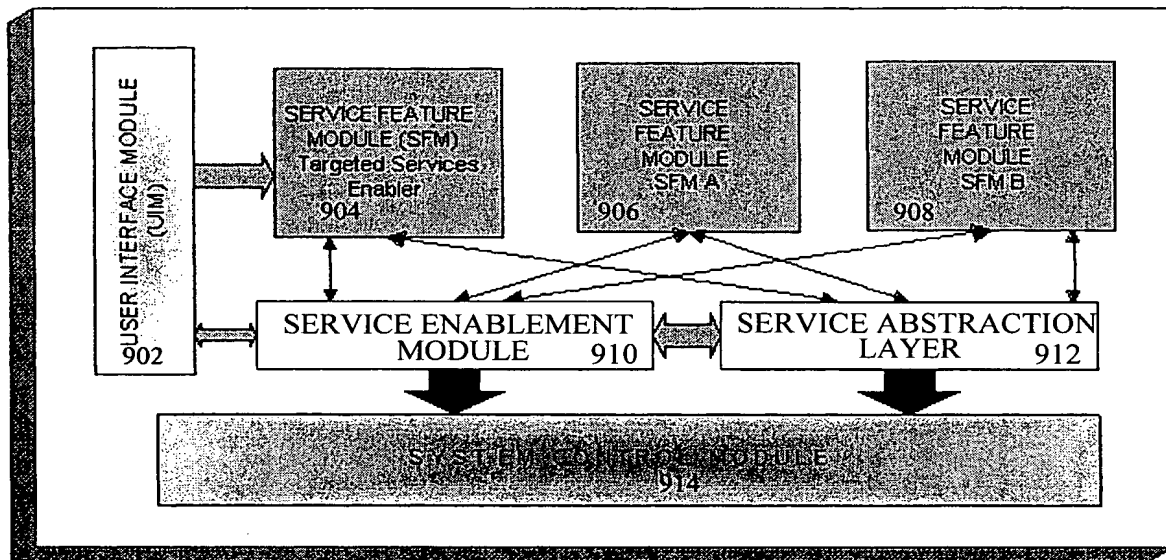 USER INTERFACE MODULE
(UIM)
902
SERVICE FEATURE
MODULE (SFM)
Targeted Services
Enabler
904
SERVICE
FEATURE
MODULE
SFM A
906
SERVICE
FEATURE
MODULE
SFM B
908
SERVICE ENABLEMENT
MODULE 910
SERVICE ABSTRACTION
LAYER 912
SYSTEM CONTROL MODULE
914